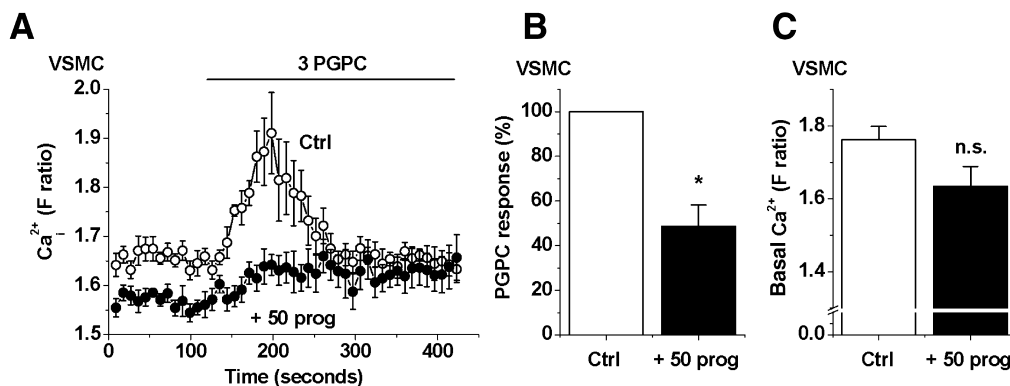 A
VSMC
3 PGPC
2.0
1.9
1.8
1.7
1.6
1.5
Ca²⁺ᵢ (F ratio)
Ctrl
+ 50 prog
0
100
200
300
400
Time (seconds)
B
VSMC
100
80
60
40
20
0
PGPC response (%)
*
Ctrl
+ 50 prog
C
VSMC
1.8
1.6
1.4
0.0
Basal Ca²⁺ (F ratio)
n.s.
Ctrl
+ 50 prog